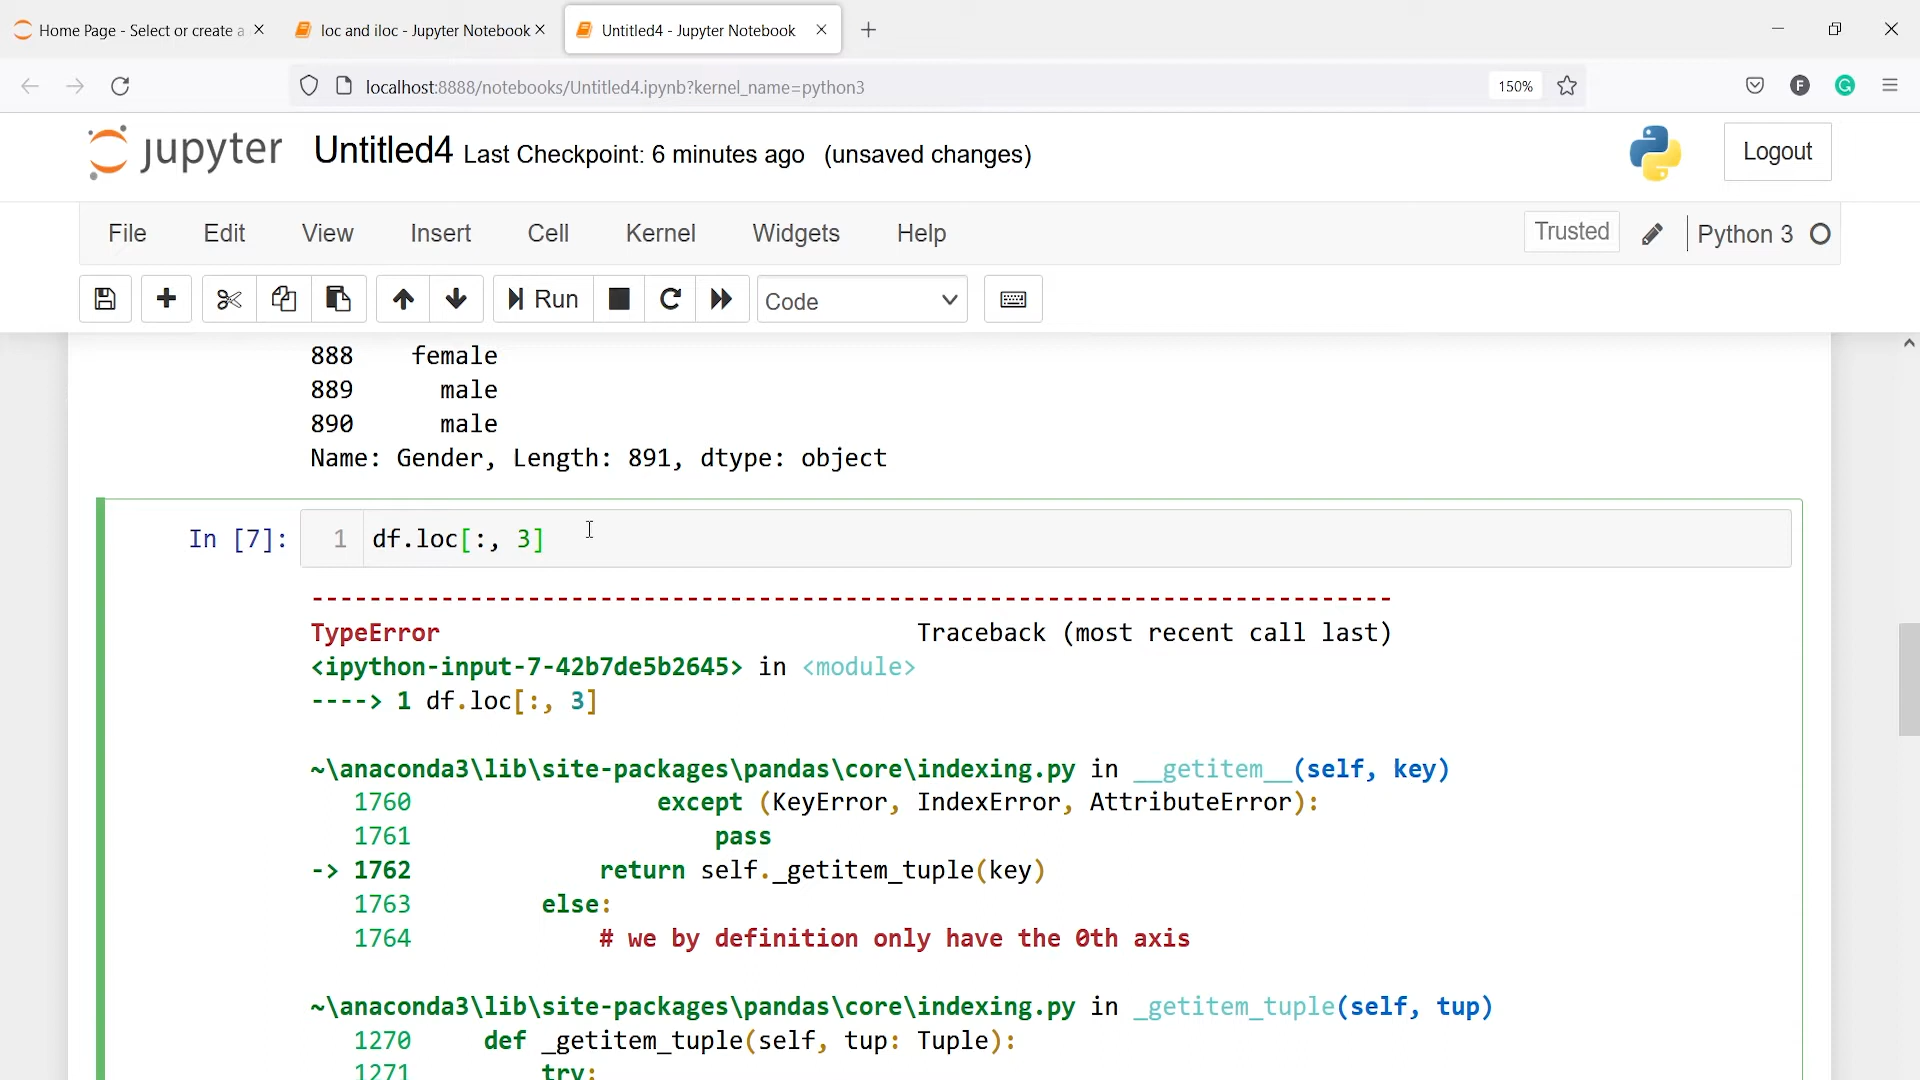 Home Page - Select or create a
loc and iloc - Jupyter Notebook
Untitled4 - Jupyter Notebook
localhost:8888/notebooks/Untitled4.ipynb?kernel_name=python3
150%
F
G
jupyter Untitled4 Last Checkpoint: 6 minutes ago (unsaved changes)
Logout
File Edit View Insert Cell Kernel Widgets Help
Trusted Python 3
Run
Code
888 female
889 male
890 male
Name: Gender, Length: 891, dtype: object
In [7]: 1 df.loc[:, 3]
---------------------------------------------------------------------------
TypeError Traceback (most recent call last)
<ipython-input-7-42b7de5b2645> in <module>
----> 1 df.loc[:, 3]
~\anaconda3\lib\site-packages\pandas\core\indexing.py in __getitem__(self, key)
1760 except (KeyError, IndexError, AttributeError):
1761 pass
-> 1762 return self._getitem_tuple(key)
1763 else:
1764 # we by definition only have the 0th axis
~\anaconda3\lib\site-packages\pandas\core\indexing.py in _getitem_tuple(self, tup)
1270 def _getitem_tuple(self, tup: Tuple):
1271 try: